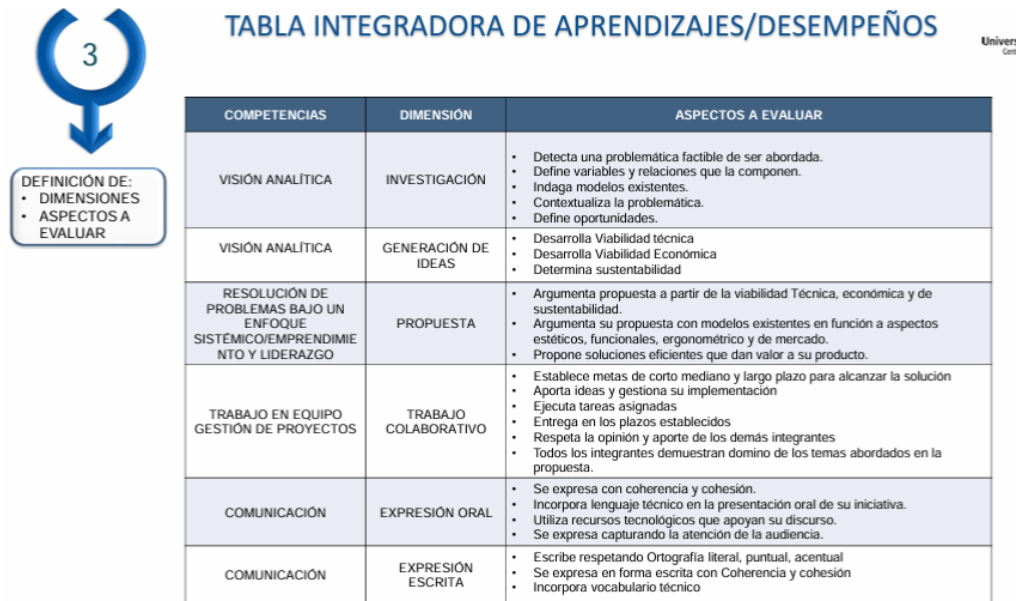 3
TABLA INTEGRADORA DE APRENDIZAJES/DESEMPEÑOS
DEFINICIÓN DE:
• DIMENSIONES
• ASPECTOS A
EVALUAR
COMPETENCIAS
DIMENSIÓN
ASPECTOS A EVALUAR
VISIÓN ANALÍTICA
INVESTIGACIÓN
• Detecta una problemática factible de ser abordada.
• Define variables y relaciones que la componen.
• Indaga modelos existentes.
• Contextualiza la problemática.
• Define oportunidades.
VISIÓN ANALÍTICA
GENERACIÓN DE
IDEAS
• Desarrolla Viabilidad técnica
• Desarrolla Viabilidad Económica
• Determina sustentabilidad
RESOLUCIÓN DE
PROBLEMAS BAJO UN
ENFOQUE
SISTÉMICO/EMPRENDIMIE
NTO Y LIDERAZGO
PROPUESTA
• Argumenta propuesta a partir de la viabilidad Técnica, económica y de
sustentabilidad.
• Argumenta su propuesta con modelos existentes en función a aspectos
estéticos, funcionales, ergonométrico y de mercado.
• Propone soluciones eficientes que dan valor a su producto.
TRABAJO EN EQUIPO
GESTIÓN DE PROYECTOS
TRABAJO
COLABORATIVO
• Establece metas de corto mediano y largo plazo para alcanzar la solución
• Aporta ideas y gestiona su implementación
• Ejecuta tareas asignadas
• Entrega en los plazos establecidos
• Respeta la opinión y aporte de los demás integrantes
• Todos los integrantes demuestran domino de los temas abordados en la
propuesta.
COMUNICACIÓN
EXPRESIÓN ORAL
• Se expresa con coherencia y cohesión.
• Incorpora lenguaje técnico en la presentación oral de su iniciativa.
• Utiliza recursos tecnológicos que apoyan su discurso.
• Se expresa capturando la atención de la audiencia.
COMUNICACIÓN
EXPRESIÓN
ESCRITA
• Escribe respetando Ortografía literal, puntual, acentual
• Se expresa en forma escrita con Coherencia y cohesión
• Incorpora vocabulario técnico